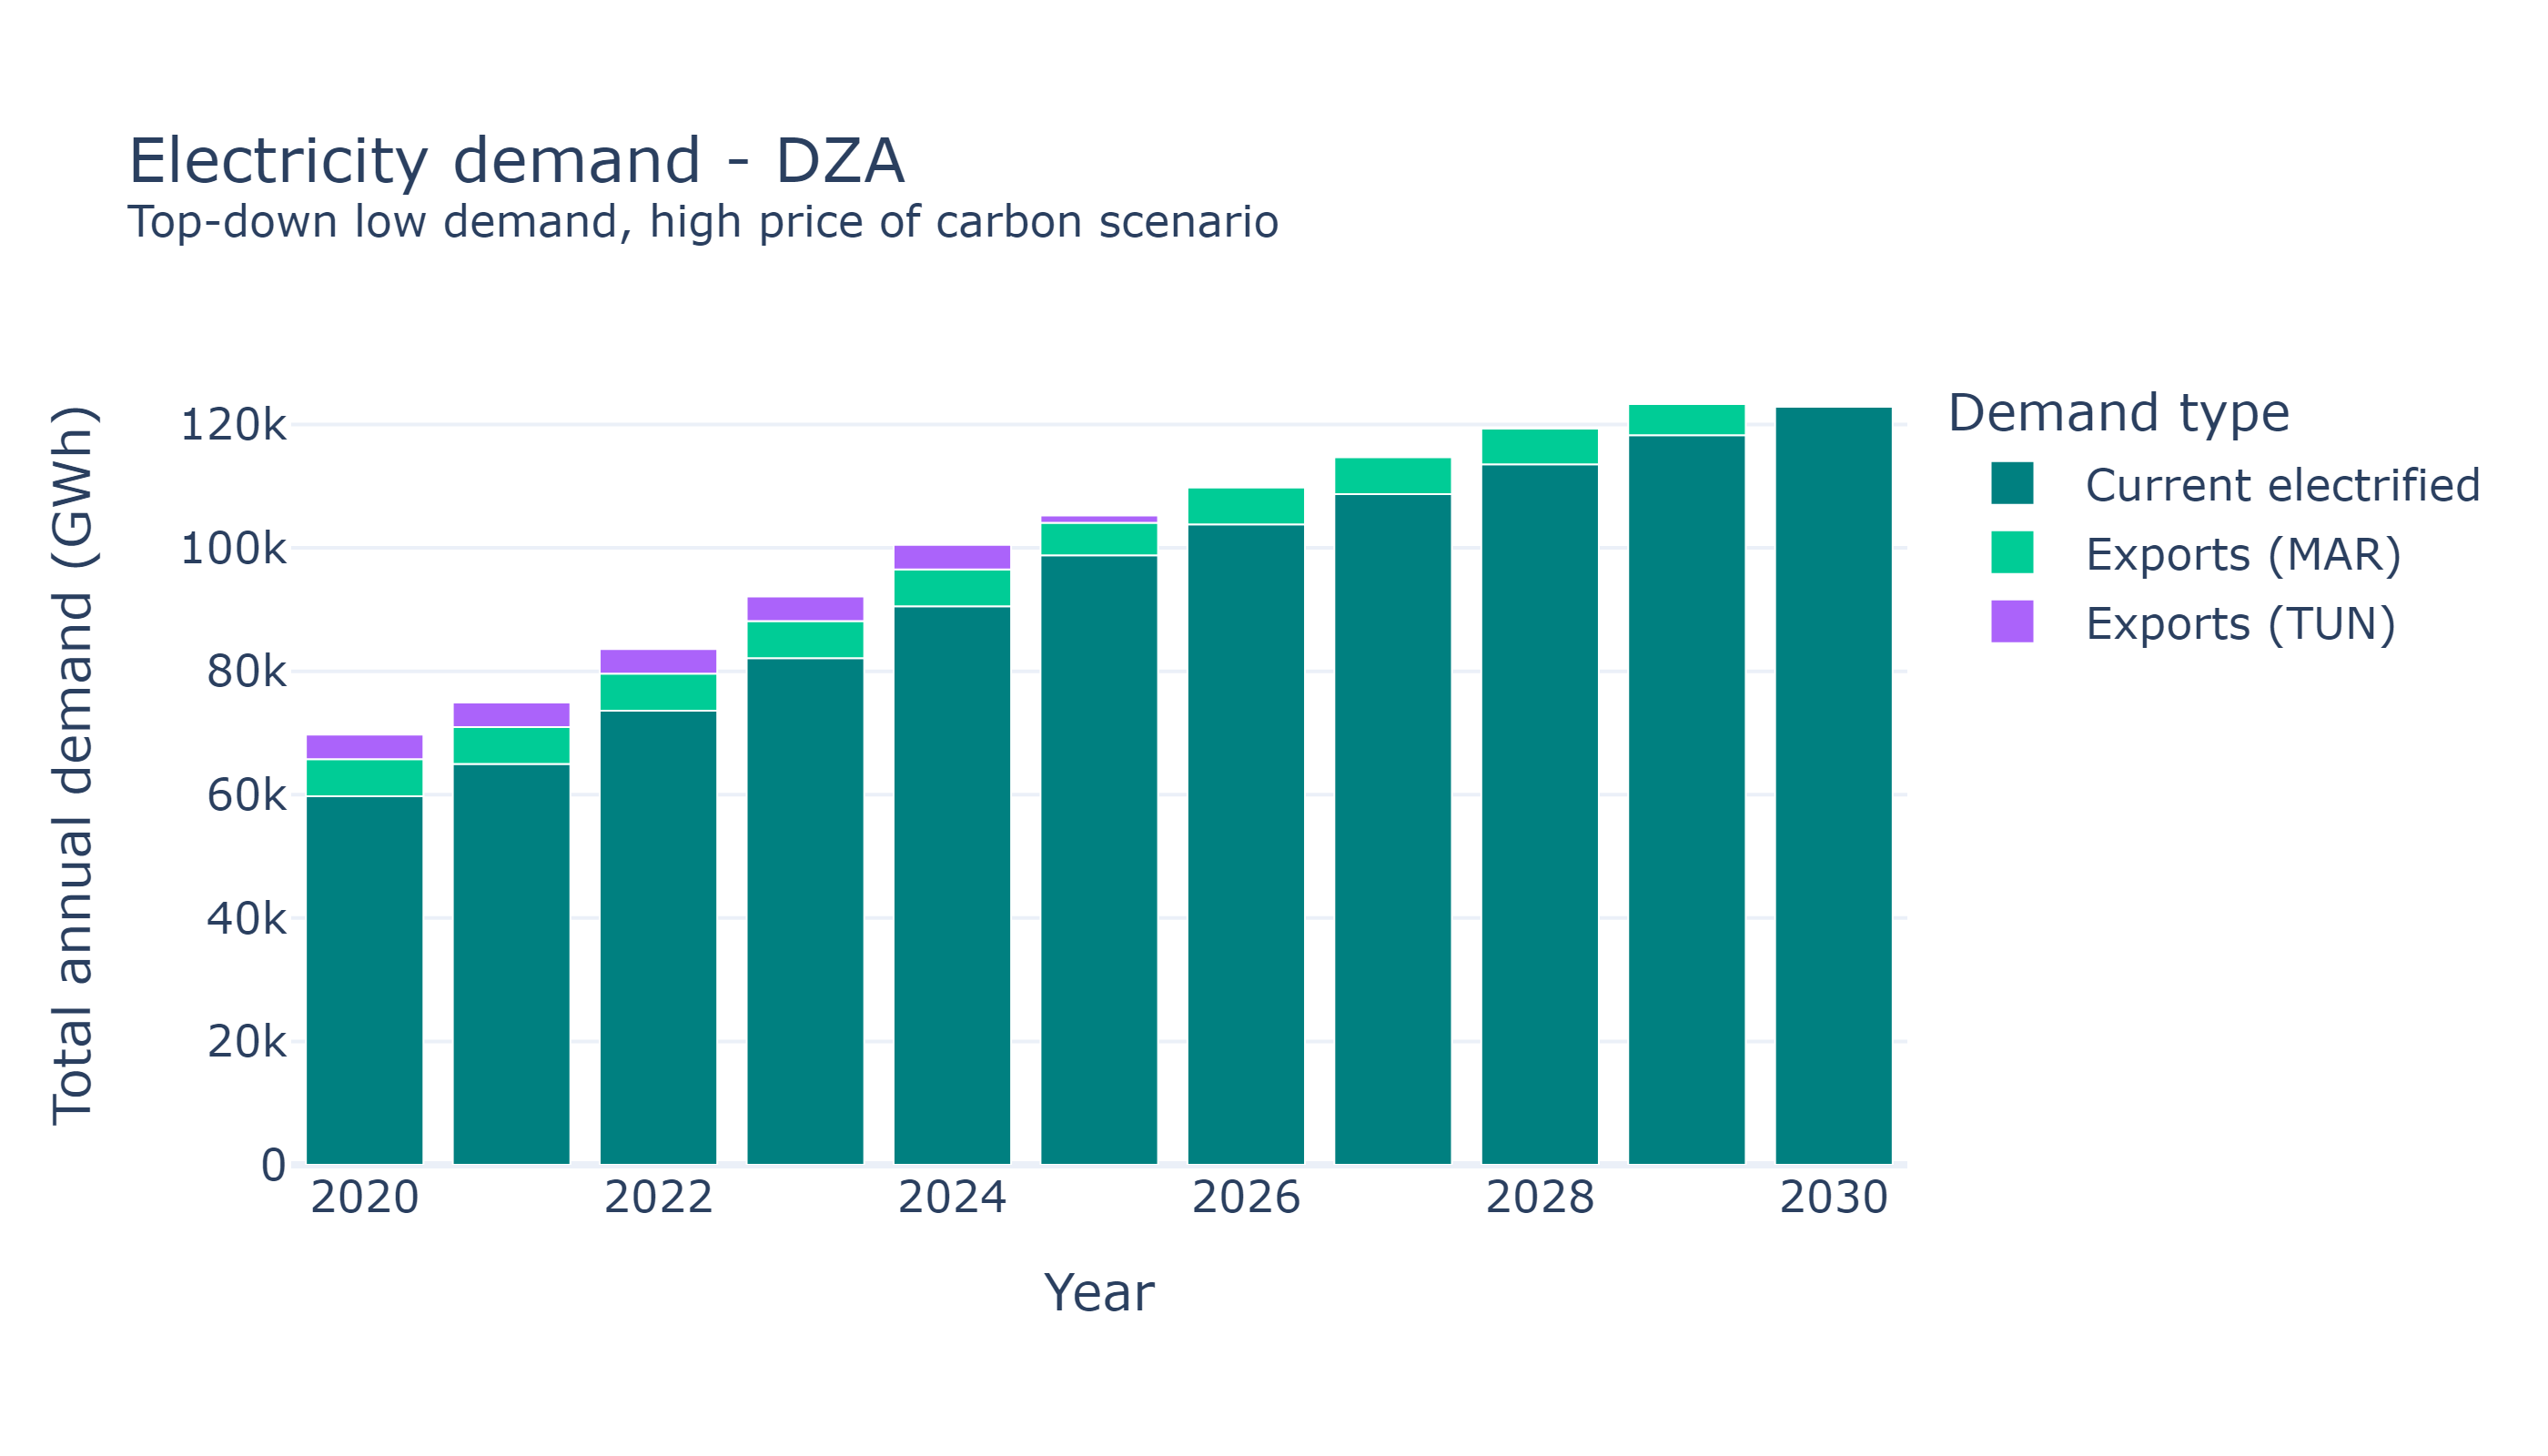 Electricity demand - DZA
Top-down low demand, high price of carbon scenario
Total annual demand (GWh)
120k
100k
80k
60k
40k
20k
0
2020
2022
2024
2026
2028
2030
Year
Demand type
Current electrified
Exports (MAR)
Exports (TUN)